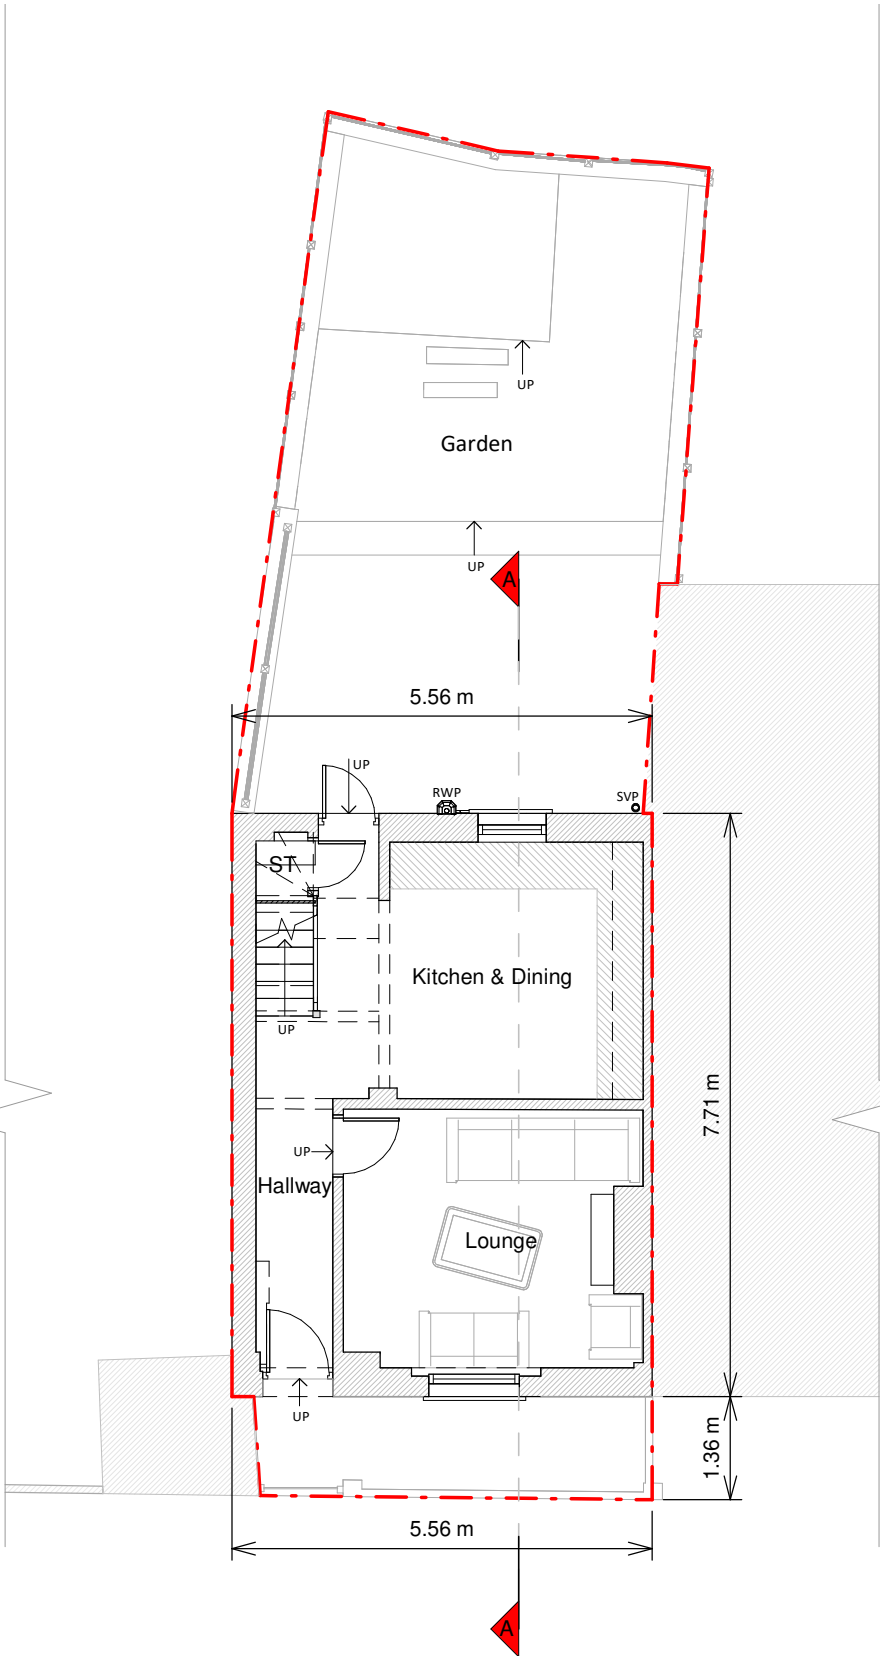 UP
Garden
UP
A
5.56 m
UP
RWP
SVP
ST
Kitchen & Dining
UP
7.71 m
UP
Hallway
Lounge
UP
1.36 m
5.56 m
A